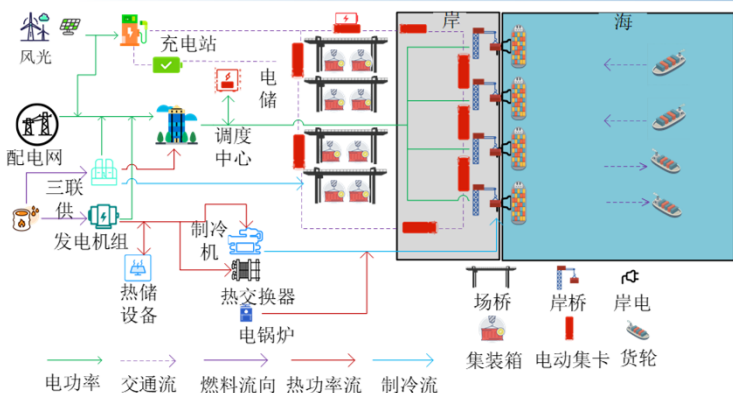 岸
海
风光
充电站
电
储
配电网
调度
中心
三联
供
发电机组
制冷
机
热储
设备
热交换器
电锅炉
场桥
岸桥
岸电
集装箱
电动集卡
货轮
电功率
交通流
燃料流向
热功率流
制冷流